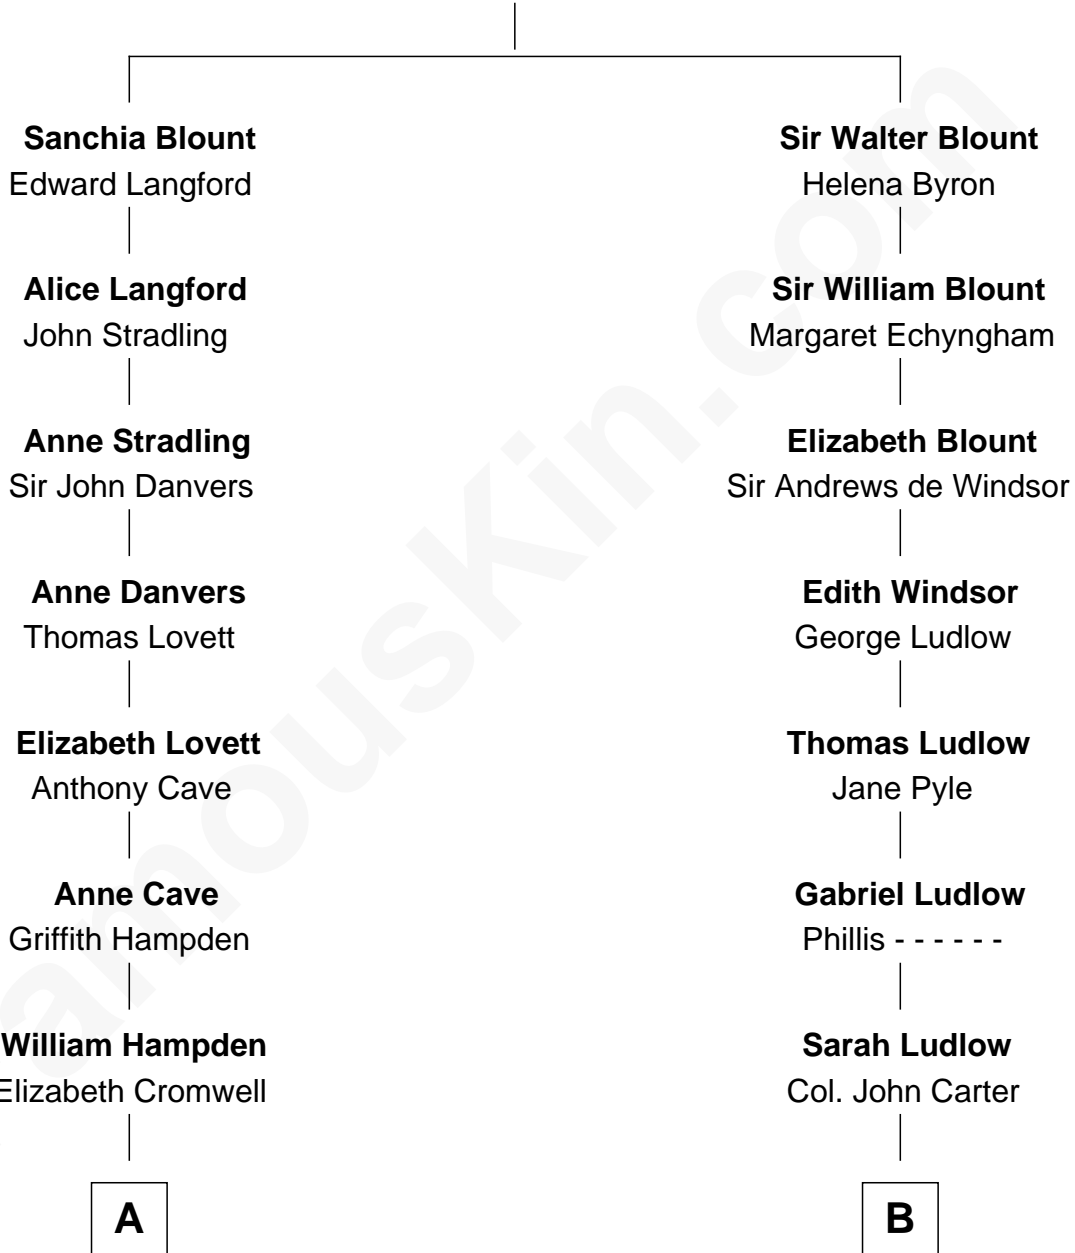 Sanchia Blount
Edward Langford
Alice Langford
John Stradling
Anne Stradling
Sir John Danvers
Anne Danvers
Thomas Lovett
Elizabeth Lovett
Anthony Cave
Anne Cave
Griffith Hampden
William Hampden
Elizabeth Cromwell
A
Sir Walter Blount
Helena Byron
Sir William Blount
Margaret Echyngham
Elizabeth Blount
Sir Andrews de Windsor
Edith Windsor
George Ludlow
Thomas Ludlow
Jane Pyle
Gabriel Ludlow
Phillis - - - - - -
Sarah Ludlow
Col. John Carter
B
amousKin.com